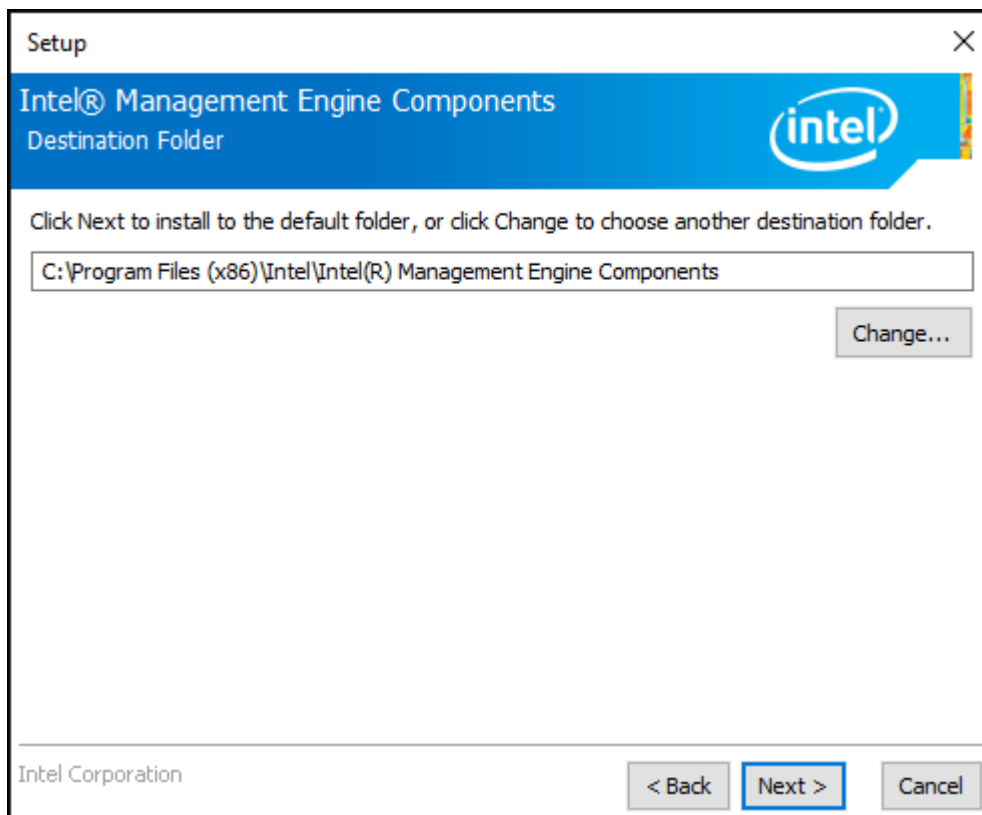 Setup
Intel® Management Engine Components
Destination Folder
intel
Click Next to install to the default folder, or click Change to choose another destination folder.
C:\Program Files (x86)\Intel\Intel(R) Management Engine Components
Change...
Intel Corporation
< Back
Next >
Cancel